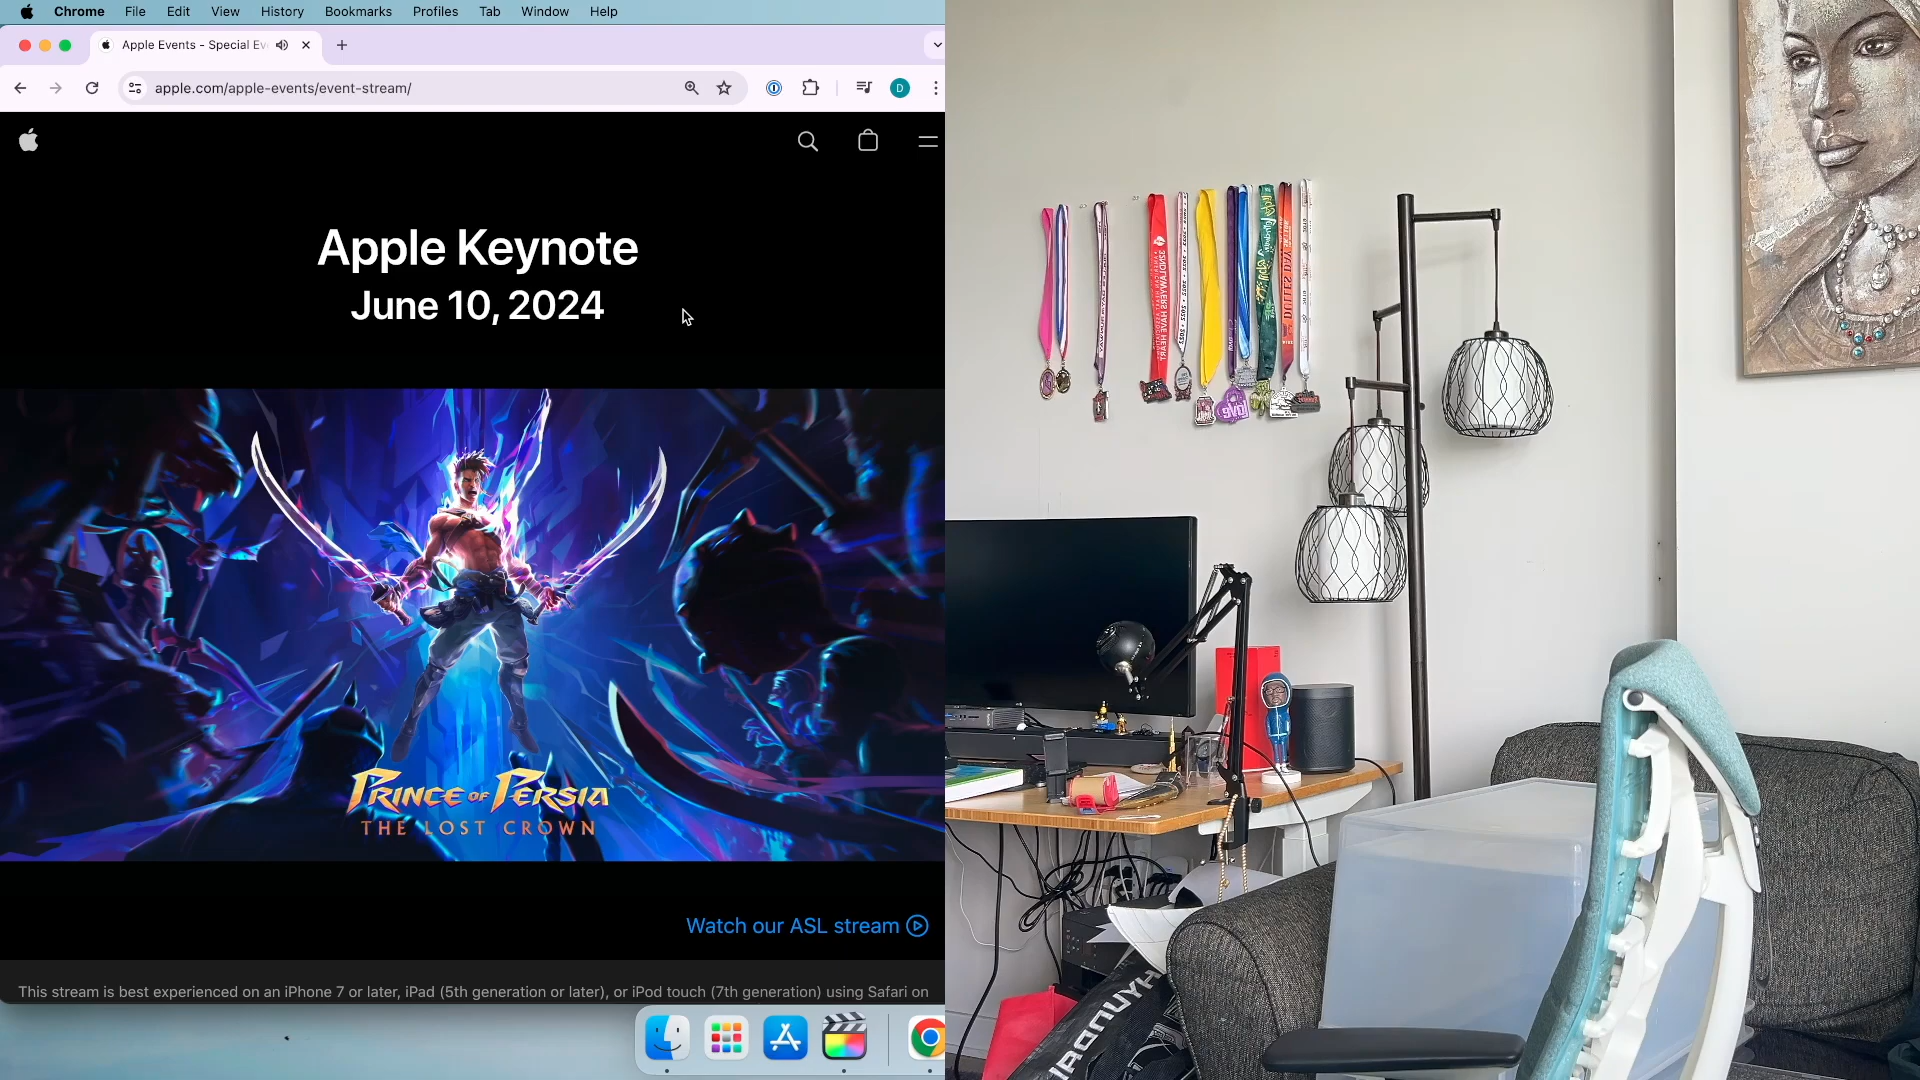 Chrome File Edit View History Bookmarks Profiles Tab Window Help
Apple Events - Special Ev
apple.com/apple-events/event-stream/
D
Apple Keynote
June 10, 2024
PRINCE OF PERSIA
THE LOST CROWN
Watch our ASL stream
This stream is best experienced on an iPhone 7 or later, iPad (5th generation or later), or iPod touch (7th generation) using Safari on
HYUNDAI